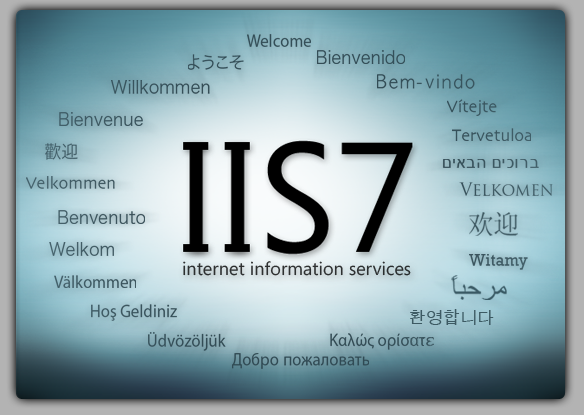 Welcome
ようこそ
Bienvenido
Willkommen
Bem-vindo
Vítejte
Bienvenue
Tervetuloa
歡迎
ברוכים הבאים
Velkommen
VELKOMEN
IIS7
Benvenuto
欢迎
Welkom
Witamy
internet information services
Välkommen
مرحباً
Hoş Geldiniz
환영합니다
Üdvözöljük
Καλώς ορίσατε
Добро пожаловать